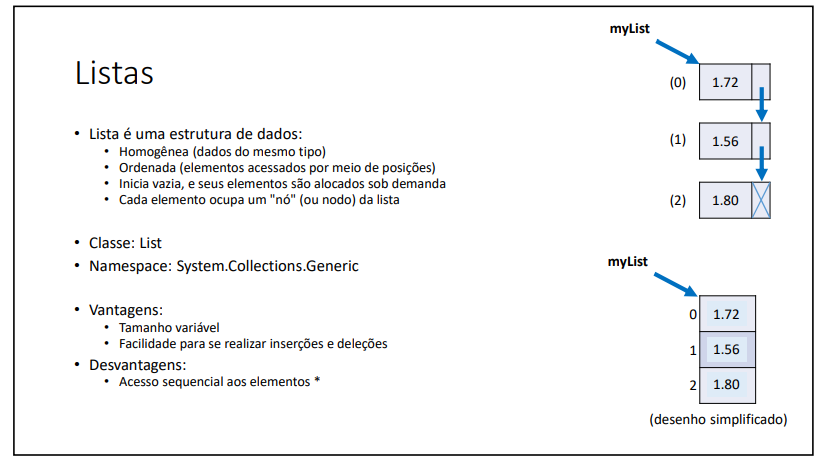 Listas
• Lista é uma estrutura de dados:
• Homogênea (dados do mesmo tipo)
• Ordenada (elementos acessados por meio de posições)
• Inicia vazia, e seus elementos são alocados sob demanda
• Cada elemento ocupa um "nó" (ou nodo) da lista
• Classe: List
• Namespace: System.Collections.Generic
• Vantagens:
• Tamanho variável
• Facilidade para se realizar inserções e deleções
• Desvantagens:
• Acesso sequencial aos elementos *
myList
(0) 1.72
(1) 1.56
(2) 1.80
myList
0 1.72
1 1.56
2 1.80
(desenho simplificado)